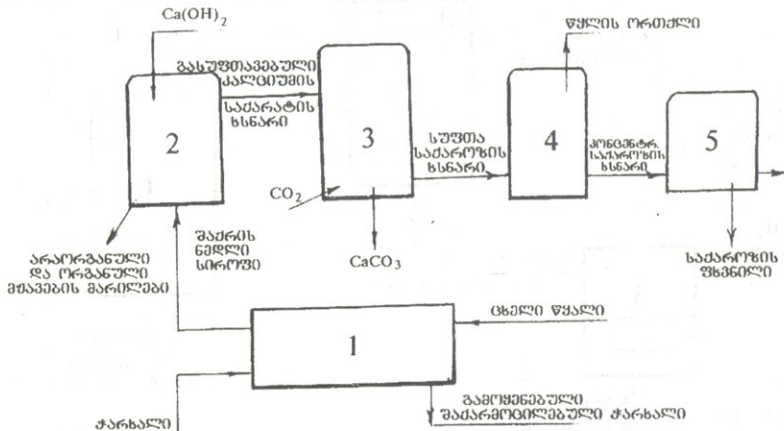 Ca(OH)₂
წყლის ორთქლი
გასუფთავებული
კალციუმის
საქარატის
ხსნარი
2
3
4
5
სუფთა
საქაროზის
ხსნარი
კონცენტრ.
საქაროზის
ხსნარი
CO₂
CaCO₃
არაორგანული
და ორგანული
მჟავების მარილები
შაქრის
ნედლი
სიროფი
საქაროზის
ფხვნილი
1
ცხელი წყალი
ჭარხალი
გამოყენებული
შაქარმოცილებული ჭარხალი